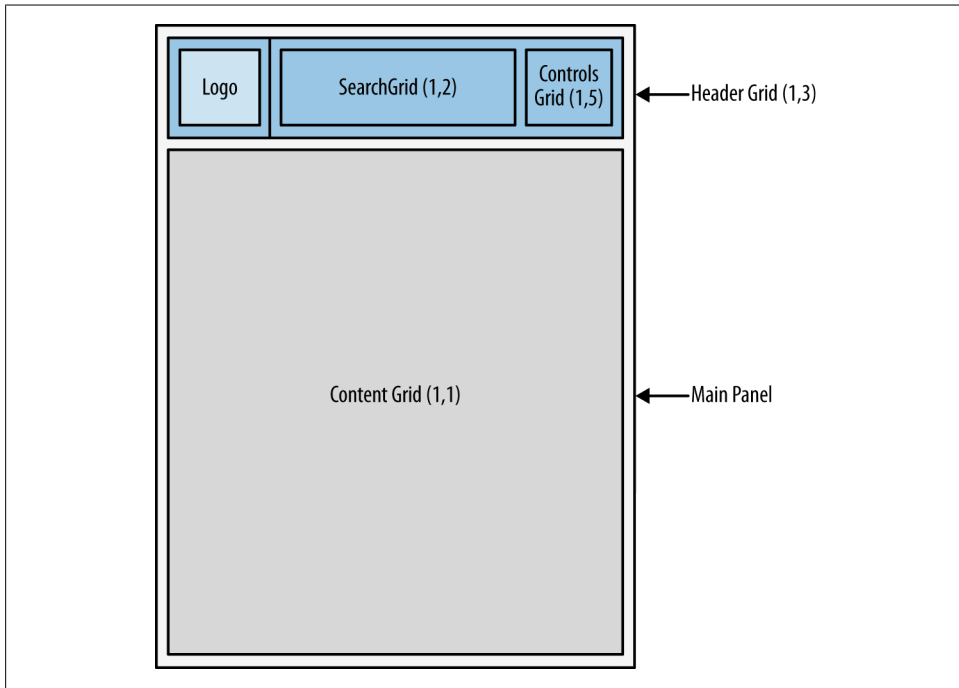 Logo
SearchGrid (1,2)
Controls
Grid (1,5)
Header Grid (1,3)
Content Grid (1,1)
Main Panel